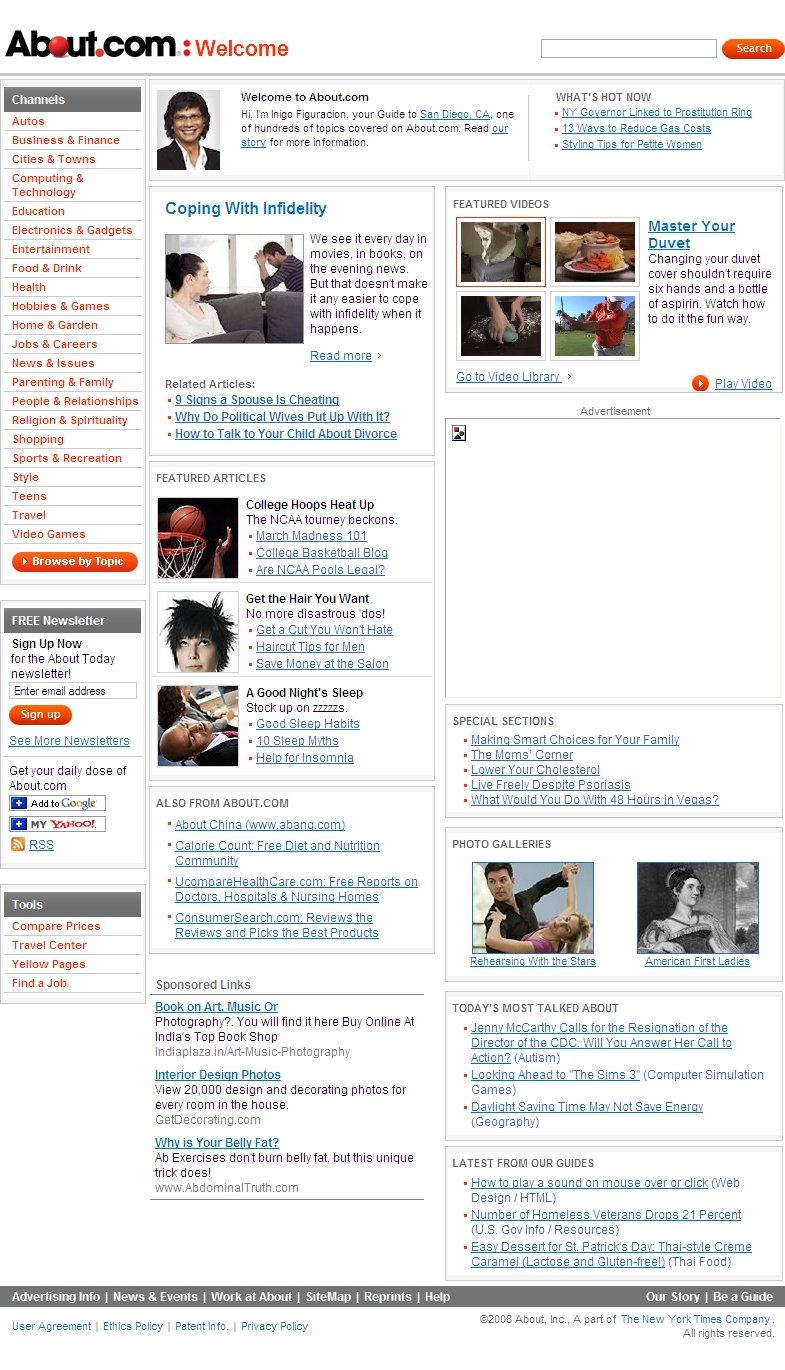 About.com: Welcome
Search
Channels
Autos
Business & Finance
Cities & Towns
Computing &
Technology
Education
Electronics & Gadgets
Entertainment
Food & Drink
Health
Hobbies & Games
Home & Garden
Jobs & Careers
News & Issues
Parenting & Family
People & Relationships
Religion & Spirituality
Shopping
Sports & Recreation
Style
Teens
Travel
Video Games
Browse by Topic
FREE Newsletter
Sign Up Now
for the About Today
newsletter!
Enter email address
Sign up
See More Newsletters
Get your daily dose of
About.com
Add to Google
MY YAHOO!
RSS
Tools
Compare Prices
Travel Center
Yellow Pages
Find a Job
Welcome to About.com
Hi, I'm Inigo Figuracion, your Guide to San Diego, CA, one
of hundreds of topics covered on About.com. Read our
story for more information.
WHAT'S HOT NOW
NY Governor Linked to Prostitution Ring
13 Ways to Reduce Gas Costs
Styling Tips for Petite Women
Coping With Infidelity
We see it every day in
movies, in books, on
the evening news.
But that doesn't make
it any easier to cope
with infidelity when it
happens.
Read more
Related Articles:
9 Signs a Spouse Is Cheating
Why Do Political Wives Put Up With It?
How to Talk to Your Child About Divorce
FEATURED ARTICLES
College Hoops Heat Up
The NCAA tourney beckons.
March Madness 101
College Basketball Blog
Are NCAA Pools Legal?
Get the Hair You Want
No more disastrous 'dos!
Get a Cut You Won't Hate
Haircut Tips for Men
Save Money at the Salon
A Good Night's Sleep
Stock up on zzzzzs.
Good Sleep Habits
10 Sleep Myths
Help for Insomnia
ALSO FROM ABOUT.COM
About China (www.abang.com)
Calorie Count: Free Diet and Nutrition
Community
UcompareHealthCare.com: Free Reports on
Doctors, Hospitals & Nursing Homes
ConsumerSearch.com: Reviews the
Reviews and Picks the Best Products
Sponsored Links
Book on Art, Music Or
Photography?. You will find it here Buy Online At
India's Top Book Shop
Indiaplaza.in/Art-Music-Photography
Interior Design Photos
View 20,000 design and decorating photos for
every room in the house.
GetDecorating.com
Why is Your Belly Fat?
Ab Exercises don't burn belly fat, but this unique
trick does!
www.AbdominalTruth.com
FEATURED VIDEOS
Master Your
Duvet
Changing your duvet
cover shouldn't require
six hands and a bottle
of aspirin. Watch how
to do it the fun way.
Go to Video Library
Play Video
Advertisement
SPECIAL SECTIONS
Making Smart Choices for Your Family
The Moms' Corner
Lower Your Cholesterol
Live Freely Despite Psoriasis
What Would You Do With 48 Hours in Vegas?
PHOTO GALLERIES
Rehearsing With the Stars
American First Ladies
TODAY'S MOST TALKED ABOUT
Jenny McCarthy Calls for the Resignation of the
Director of the CDC. Will You Answer Her Call to
Action? (Autism)
Looking Ahead to "The Sims 3" (Computer Simulation
Games)
Daylight Saving Time May Not Save Energy
(Geography)
LATEST FROM OUR GUIDES
How to play a sound on mouse over or click (Web
Design / HTML)
Number of Homeless Veterans Drops 21 Percent
(U.S. Gov Info / Resources)
Easy Dessert for St. Patrick's Day: Thai-style Creme
Caramel (Lactose and Gluten-free!) (Thai Food)
Advertising Info | News & Events | Work at About | SiteMap | Reprints | Help
Our Story | Be a Guide
User Agreement | Ethics Policy | Patent Info. | Privacy Policy
©2008 About, Inc., A part of The New York Times Company.
All rights reserved.